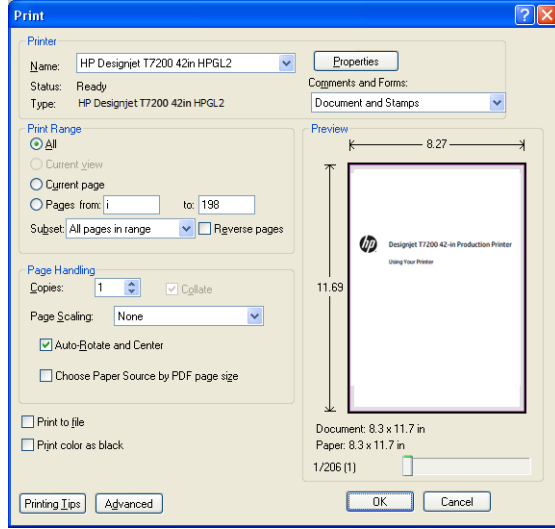 Print
Printer
Name: HP Designjet T7200 42in HPGL2
Properties
Status: Ready
Comments and Forms:
Type: HP Designjet T7200 42in HPGL2
Document and Stamps
Print Range
All
Current view
Current page
Pages from: i to: 198
Subset: All pages in range Reverse pages
Page Handling
Copies: 1 Collate
Page Scaling: None
Auto-Rotate and Center
Choose Paper Source by PDF page size
Print to file
Print color as black
Preview
8.27
hp
Designjet T7200 42-in Production Printer
Using Your Printer
11.69
Document: 8.3 x 11.7 in
Paper: 8.3 x 11.7 in
1/206 (1)
Printing Tips Advanced OK Cancel